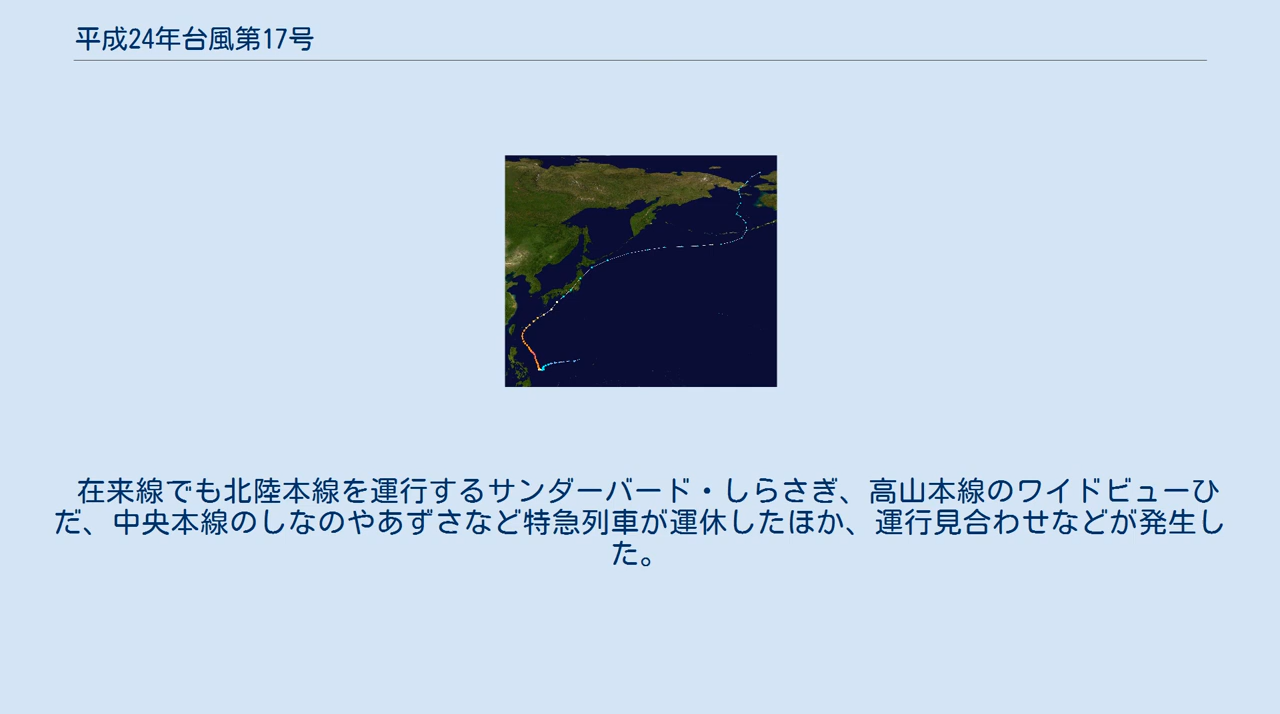 平成24年台風第17号
在来線でも北陸本線を運行するサンダーバード・しらさぎ、高山本線のワイドビューひ
だ、中央本線のしなのやあずさなど特急列車が運休したほか、運行見合わせなどが発生し
た。